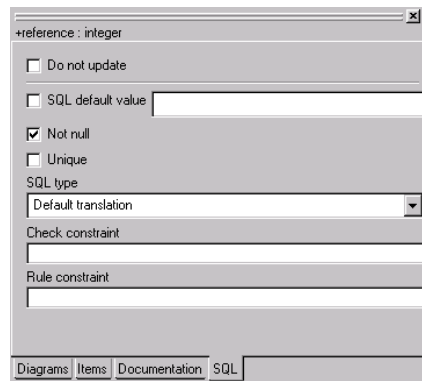 +reference : integer
Do not update
SQL default value
Not null
Unique
SQL type
Default translation
Check constraint
Rule constraint
Diagrams Items Documentation SQL